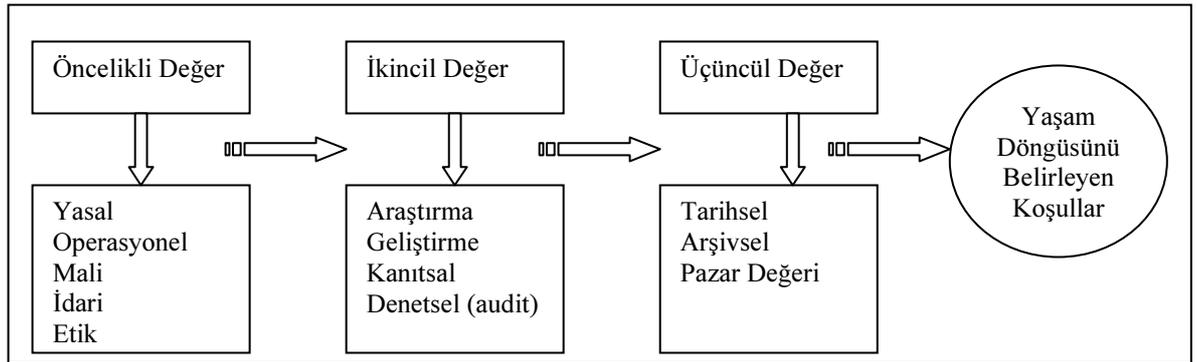 Öncelikli Değer
İkincil Değer
Üçüncül Değer
Yasal
Operasyonel
Mali
İdari
Etik
Araştırma
Geliştirme
Kanıtsal
Denetsel (audit)
Tarihsel
Arşivsel
Pazar Değeri
Yaşam
Döngüsünü
Belirleyen
Koşullar